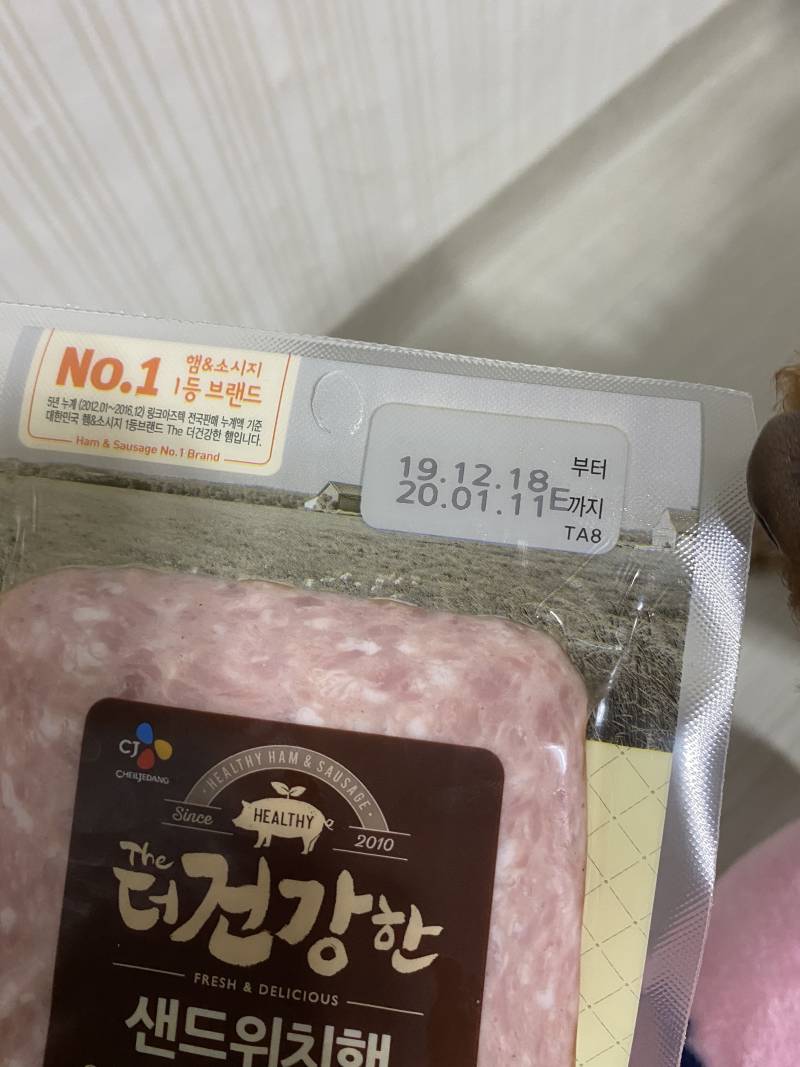 No.1 햄&소시지
1등 브랜드
5년 누계 (2012.01~2016.12) 링크아즈텍 전국판매 누계액 기준
대한민국 햄&소시지 1등브랜드 The 더건강한 햄입니다.
Ham & Sausage No.1 Brand
19.12.18 부터
20.01.11E까지
TA8
CJ
CHEILJEDANG
HEALTHY HAM & SAUSAGE
Since HEALTHY 2010
The
더건강한
FRESH & DELICIOUS
샌드위치햄